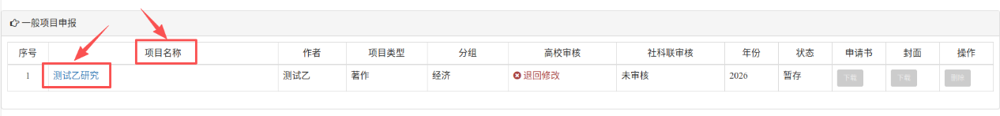 一般项目申报
序号 项目名称 作者 项目类型 分组 高校审核 社科联审核 年份 状态 申请书 封面 操作
1 测试乙研究 测试乙 著作 经济 退回修改 未审核 2026 暂存 下载 下载 删除